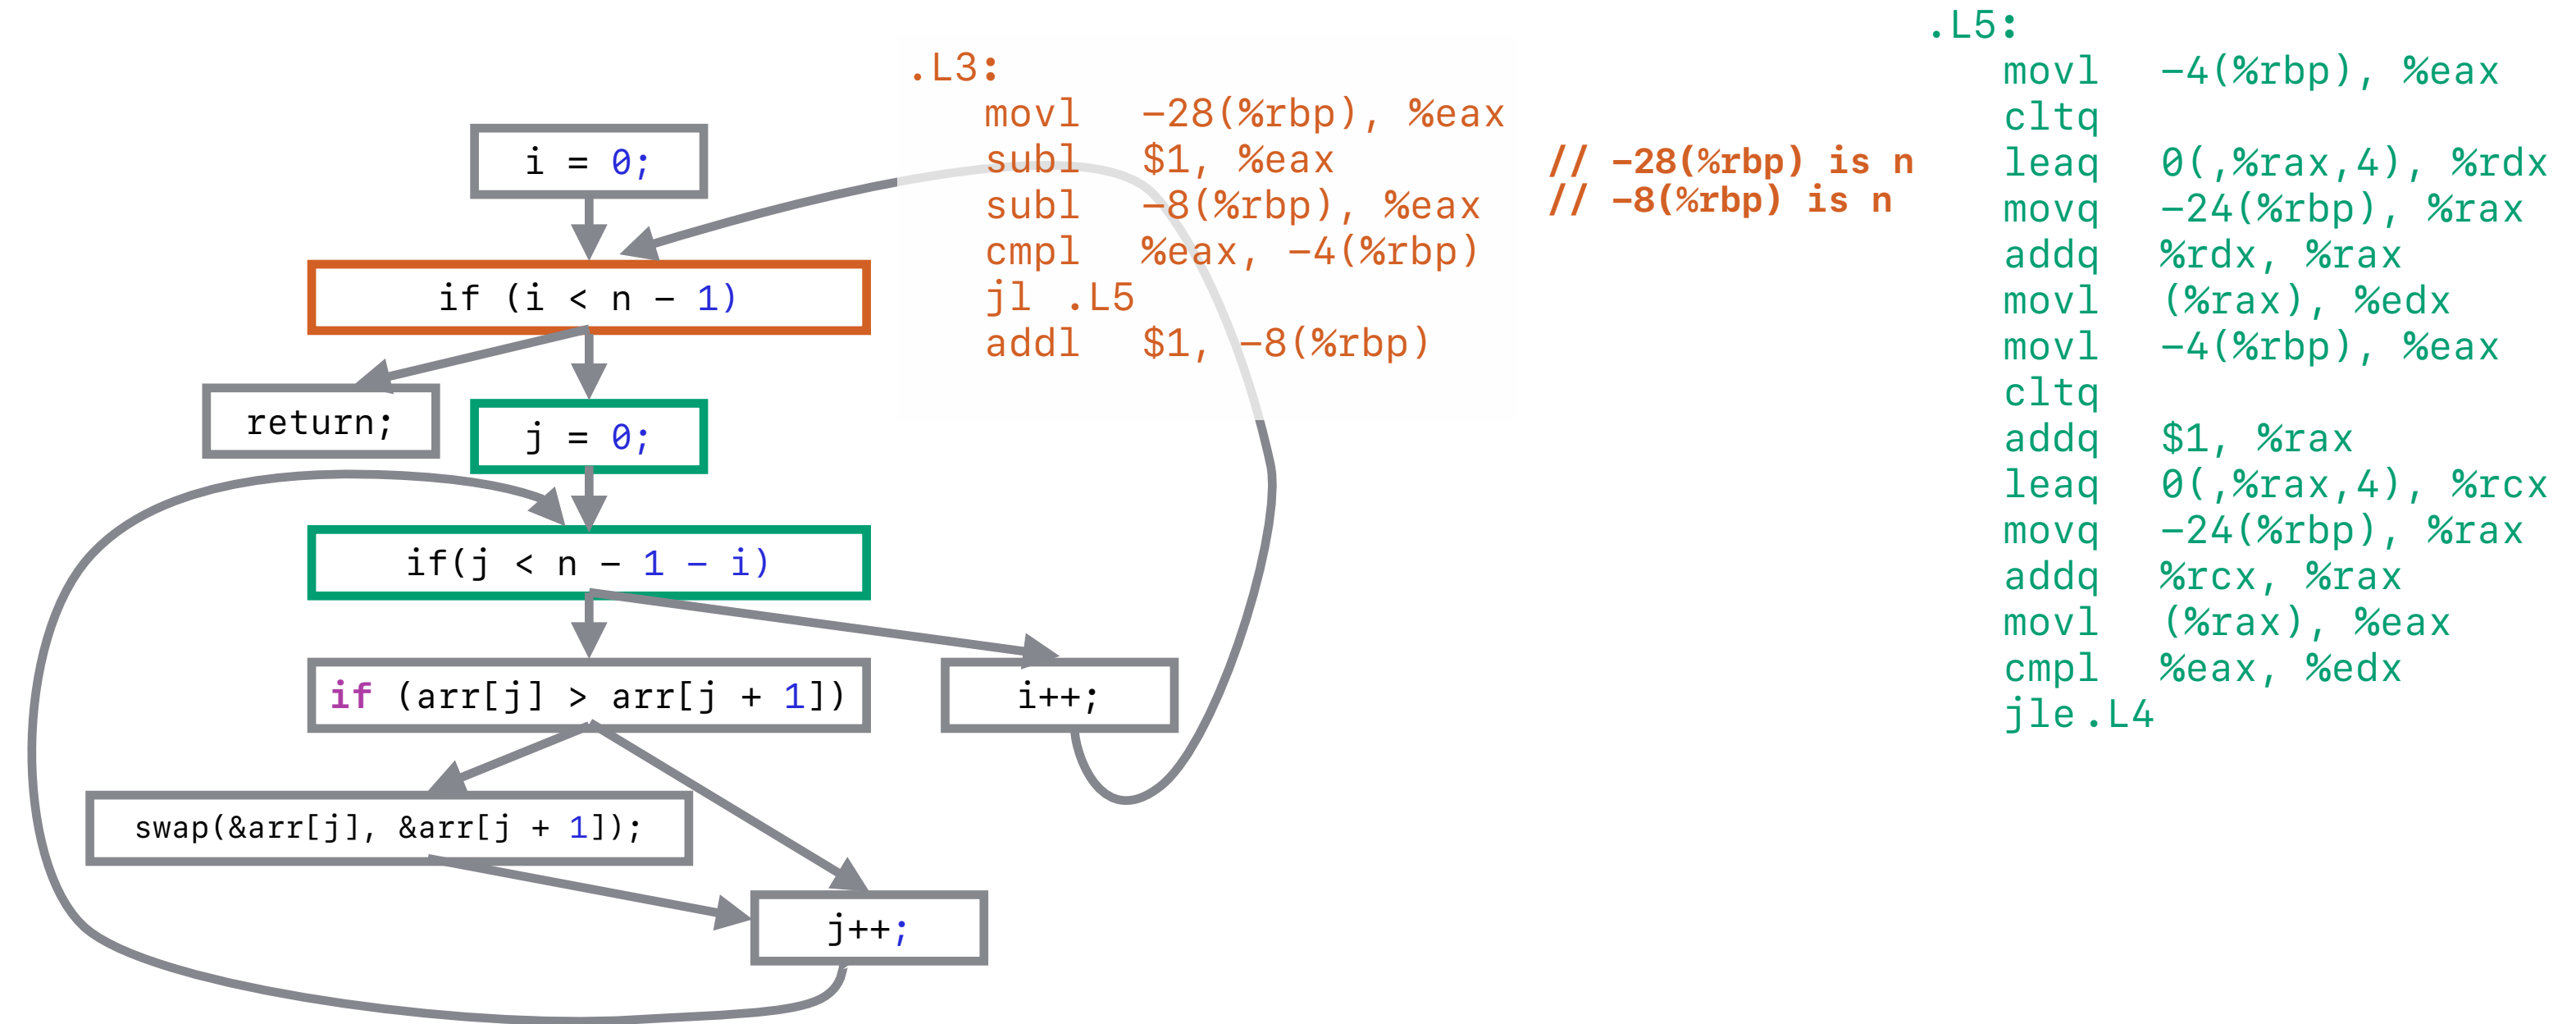 i = 0;
if (i < n - 1)
return;
j = 0;
if(j < n - 1 - i)
if (arr[j] > arr[j + 1])
i++;
swap(&arr[j], &arr[j + 1]);
j++;
.L3:
movl -28(%rbp), %eax
subl $1, %eax
subl -8(%rbp), %eax
cmpl %eax, -4(%rbp)
jl .L5
addl $1, -8(%rbp)
// -28(%rbp) is n
// -8(%rbp) is n
.L5:
movl -4(%rbp), %eax
cltq
leaq 0(,%rax,4), %rdx
movq -24(%rbp), %rax
addq %rdx, %rax
movl (%rax), %edx
movl -4(%rbp), %eax
cltq
addq $1, %rax
leaq 0(,%rax,4), %rcx
movq -24(%rbp), %rax
addq %rcx, %rax
movl (%rax), %eax
cmpl %eax, %edx
jle .L4